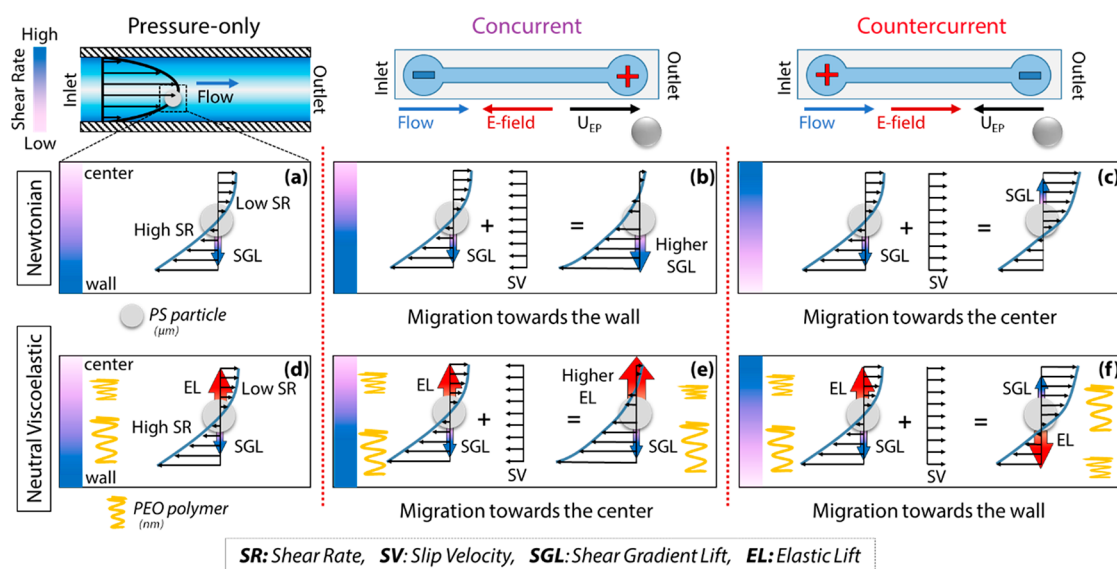 Pressure-only
Concurrent
Countercurrent
High
Shear Rate
Low
Inlet
Flow
Outlet
Inlet
−
+
Outlet
Flow
E-field
U_EP
Inlet
+
−
Outlet
Flow
E-field
U_EP
Newtonian
center
(a)
Low SR
High SR
SGL
wall
PS particle
(μm)
(b)
SGL
+
SV
=
Higher
SGL
Migration towards the wall
(c)
SGL
+
SV
=
SGL
Migration towards the center
Neutral Viscoelastic
center
(d)
EL
Low SR
High SR
SGL
wall
PEO polymer
(nm)
(e)
EL
SGL
+
SV
=
Higher
EL
SGL
Migration towards the center
(f)
EL
SGL
+
SV
=
SGL
EL
Migration towards the wall
SR: Shear Rate, SV: Slip Velocity, SGL: Shear Gradient Lift, EL: Elastic Lift